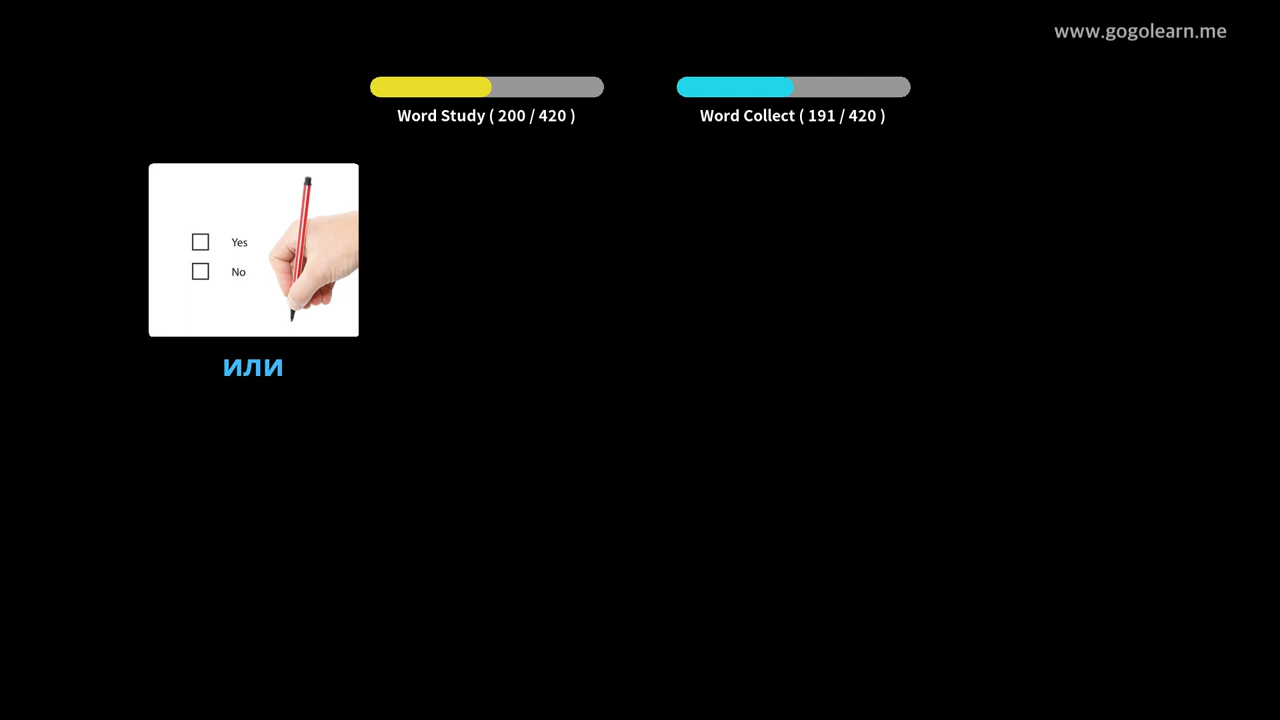 www.gogolearn.me
Word Study ( 200 / 420 )
Word Collect ( 191 / 420 )
Yes
No
или